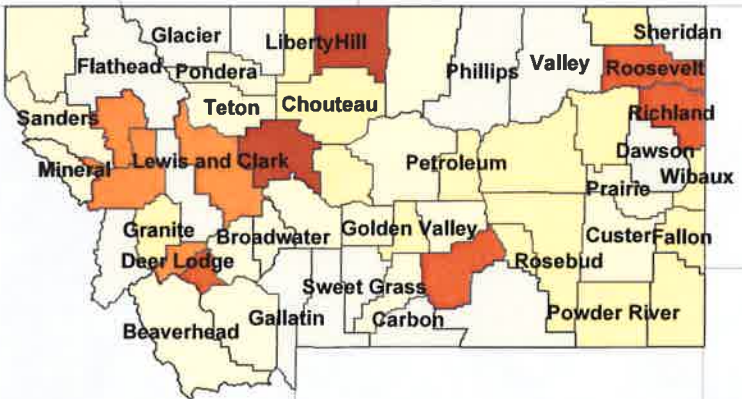 Glacier
Liberty Hill
Sheridan
Flathead
Pondera
Phillips
Valley
Roosevelt
Sanders
Teton
Chouteau
Richland
Mineral
Lewis and Clark
Petroleum
Dawson
Wibaux
Prairie
Granite
Broadwater
Golden Valley
Custer
Fallon
Deer Lodge
Rosebud
Sweet Grass
Beaverhead
Gallatin
Carbon
Powder River